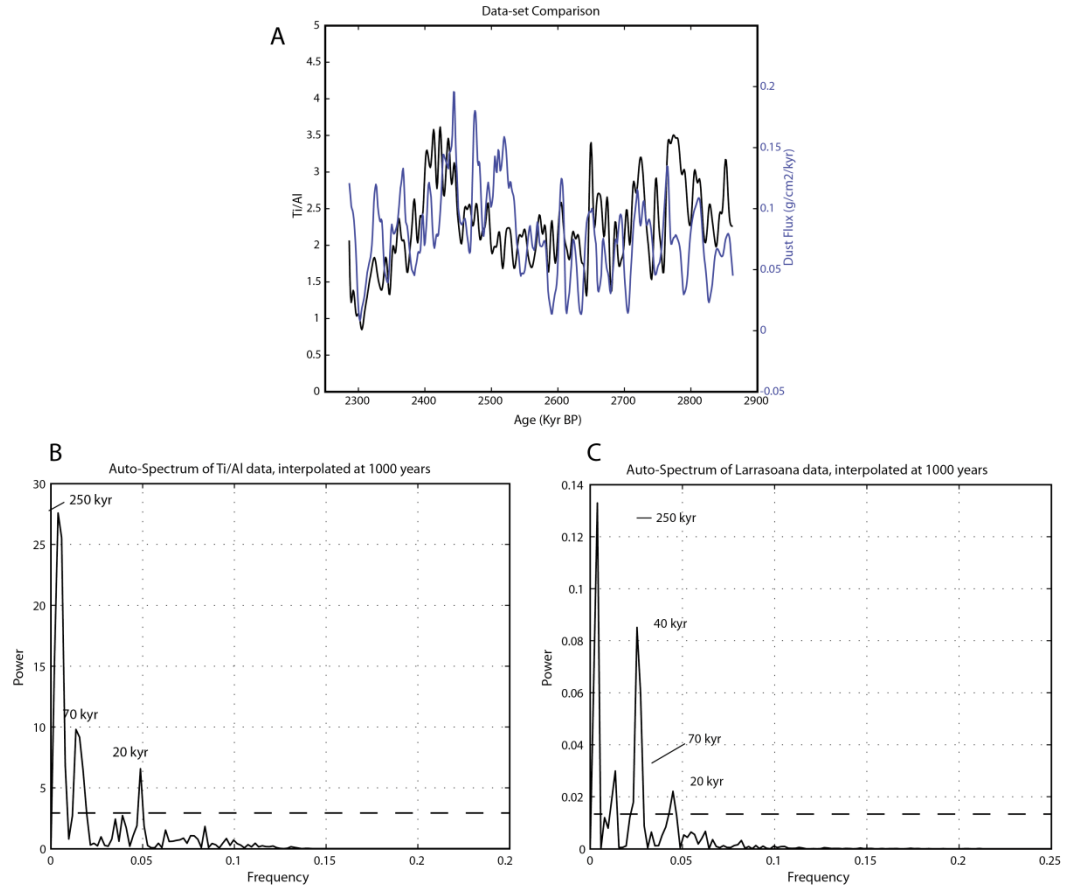 Data-set Comparison
A
5
4.5
4
3.5
3
2.5
2
1.5
1
0.5
0
Ti/Al
0.2
0.15
0.1
0.05
0
-0.05
Dust Flux (g/cm2/kyr)
2300 2400 2500 2600 2700 2800 2900
Age (Kyr BP)
B
Auto-Spectrum of Ti/Al data, interpolated at 1000 years
30
25
20
15
10
5
0
Power
250 kyr
70 kyr
20 kyr
0 0.05 0.1 0.15 0.2 0.2
Frequency
C
Auto-Spectrum of Larrasoana data, interpolated at 1000 years
0.14
0.12
0.1
0.08
0.06
0.04
0.02
0
Power
250 kyr
40 kyr
70 kyr
20 kyr
0 0.05 0.1 0.15 0.2 0.25
Frequency